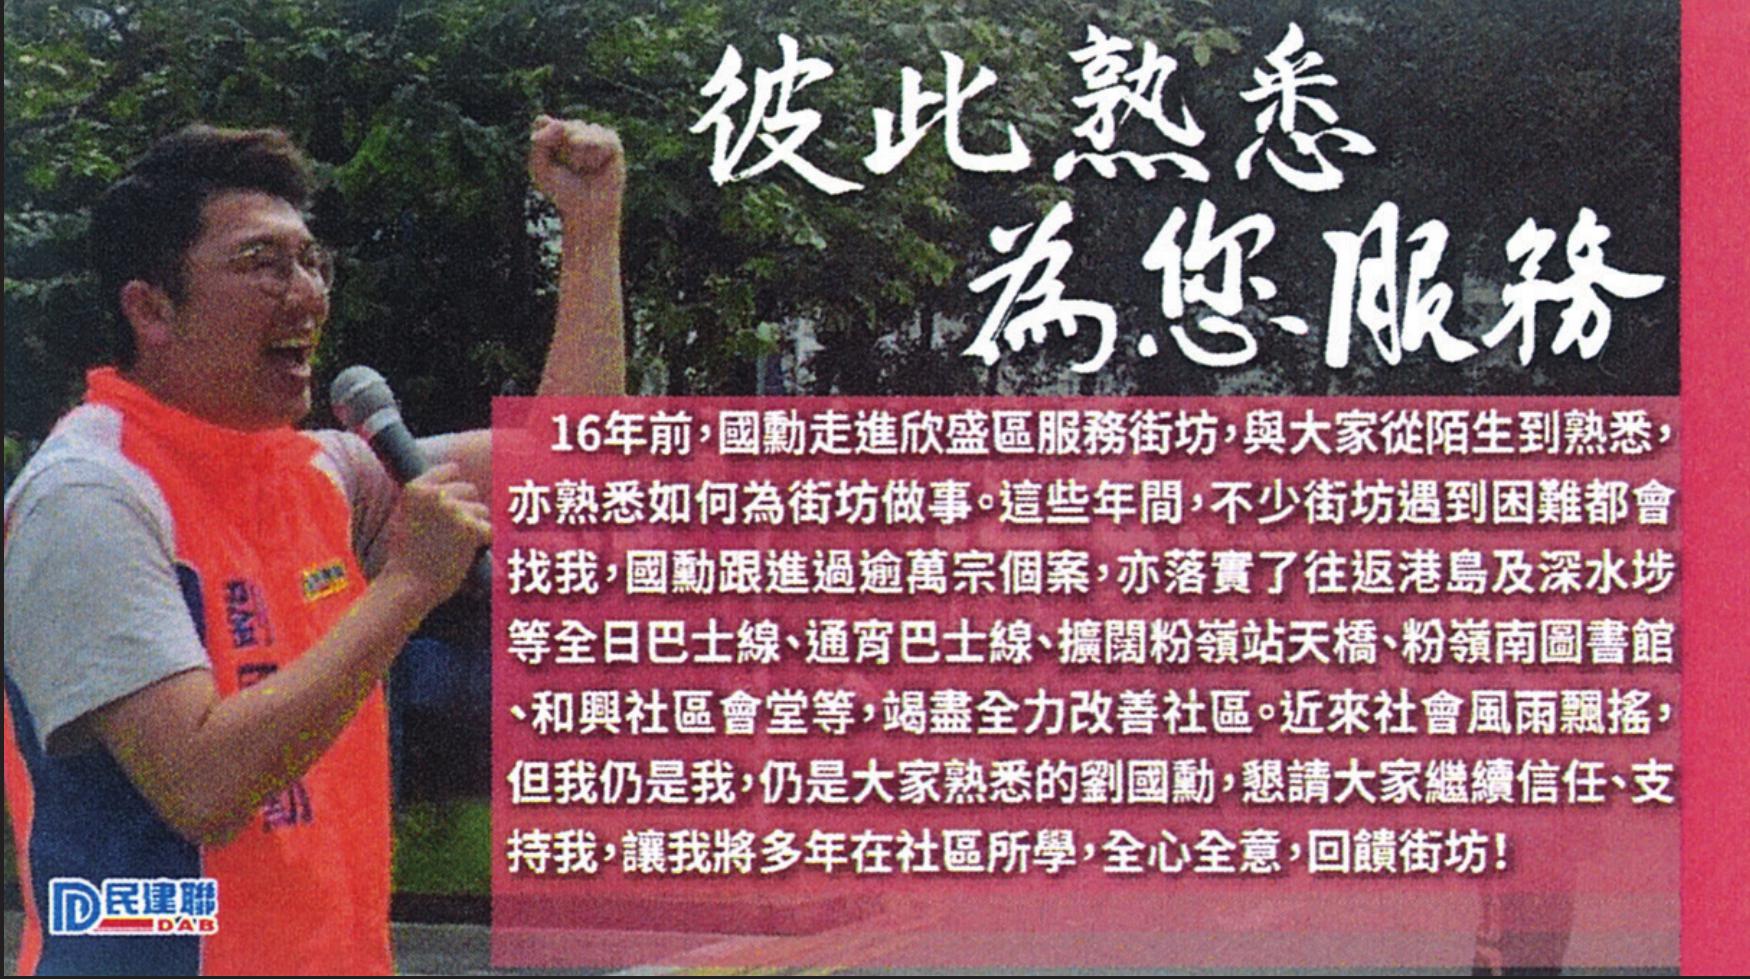 彼此熟悉
為您服務
16年前，國勳走進欣盛區服務街坊，與大家從陌生到熟悉，
亦熟悉如何為街坊做事。這些年間，不少街坊遇到困難都會
找我，國勳跟進過逾萬宗個案，亦落實了往返港島及深水埗
等全日巴士線、通宵巴士線、擴闊粉嶺站天橋、粉嶺南圖書館
、和興社區會堂等，竭盡全力改善社區。近來社會風雨飄搖，
但我仍是我，仍是大家熟悉的劉國勳，懇請大家繼續信任、支
持我，讓我將多年在社區所學，全心全意，回饋街坊！
民建聯
DAB